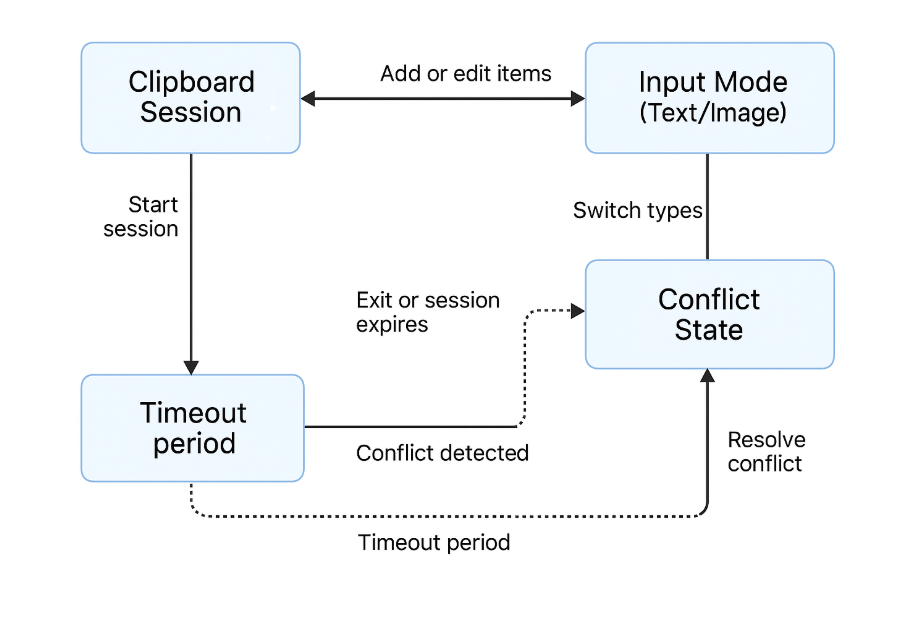 Clipboard
Session
Add or edit items
Input Mode
(Text/Image)
Start
session
Switch types
Exit or session
expires
Conflict
State
Timeout
period
Conflict detected
Resolve
conflict
Timeout period